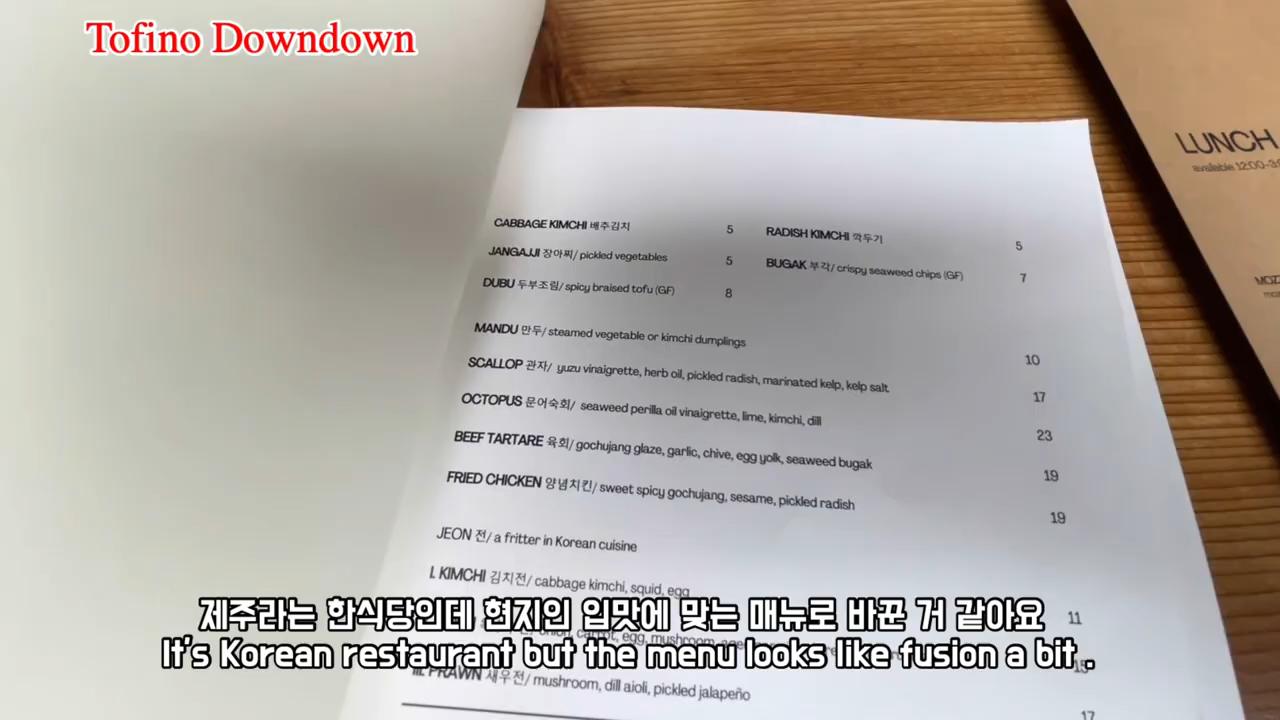 Tofino Downdown
LUNCH
available 12:00-3:
CABBAGE KIMCHI 배추김치 5
RADISH KIMCHI 깍두기 5
JANGAJJI 장아찌/ pickled vegetables 5
BUGAK 부각/ crispy seaweed chips (GF) 7
DUBU 두부조림/ spicy braised tofu (GF) 8
MANDU 만두/ steamed vegetable or kimchi dumplings 10
SCALLOP 관자/ yuzu vinaigrette, herb oil, pickled radish, marinated kelp, kelp salt 17
OCTOPUS 문어숙회/ seaweed perilla oil vinaigrette, lime, kimchi, dill 23
BEEF TARTARE 육회/ gochujang glaze, garlic, chive, egg yolk, seaweed bugak 19
FRIED CHICKEN 양념치킨/ sweet spicy gochujang, sesame, pickled radish 19
JEON 전/ a fritter in Korean cuisine
I. KIMCHI 김치전/ cabbage kimchi, squid, egg 11
onion, carrot, egg, mushroom
III. PRAWN 새우전/ mushroom, dill aioli, pickled jalapeño 17
MOZZ
제주라는 한식당인데 현지인 입맛에 맞는 매뉴로 바꾼 거 같아요
It's Korean restaurant but the menu looks like fusion a bit .